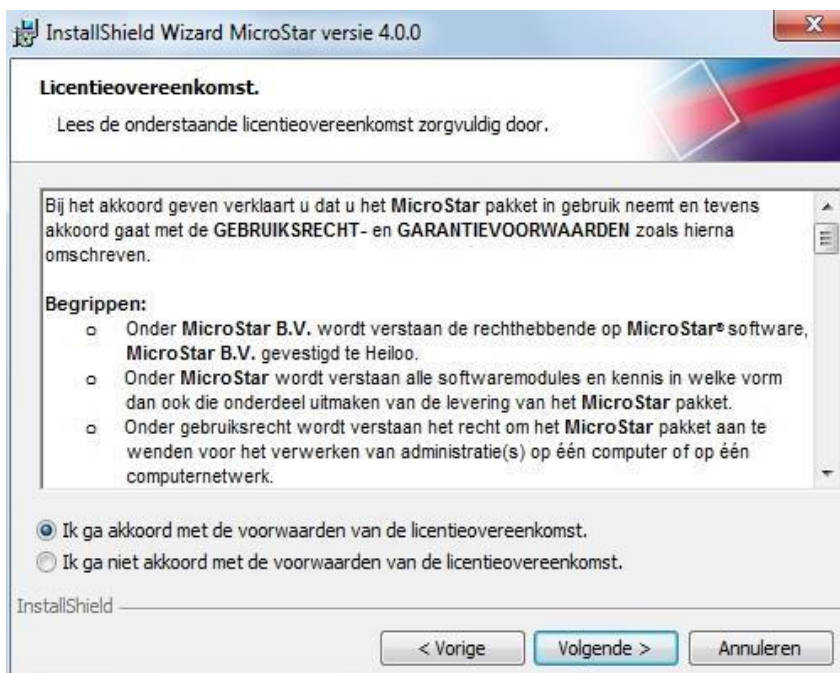 InstallShield Wizard MicroStar versie 4.0.0
Licentieovereenkomst.
Lees de onderstaande licentieovereenkomst zorgvuldig door.
Bij het akkoord geven verklaart u dat u het MicroStar pakket in gebruik neemt en tevens
akkoord gaat met de GEBRUIKSRECHT- en GARANTIEVOORWAARDEN zoals hierna
omschreven.
Begrippen:
o Onder MicroStar B.V. wordt verstaan de rechthebbende op MicroStar® software,
MicroStar B.V. gevestigd te Heiloo.
o Onder MicroStar wordt verstaan alle softwaremodules en kennis in welke vorm
dan ook die onderdeel uitmaken van de levering van het MicroStar pakket.
o Onder gebruiksrecht wordt verstaan het recht om het MicroStar pakket aan te
wenden voor het verwerken van administratie(s) op één computer of op één
computernetwerk.
Ik ga akkoord met de voorwaarden van de licentieovereenkomst.
Ik ga niet akkoord met de voorwaarden van de licentieovereenkomst.
InstallShield
< Vorige
Volgende >
Annuleren